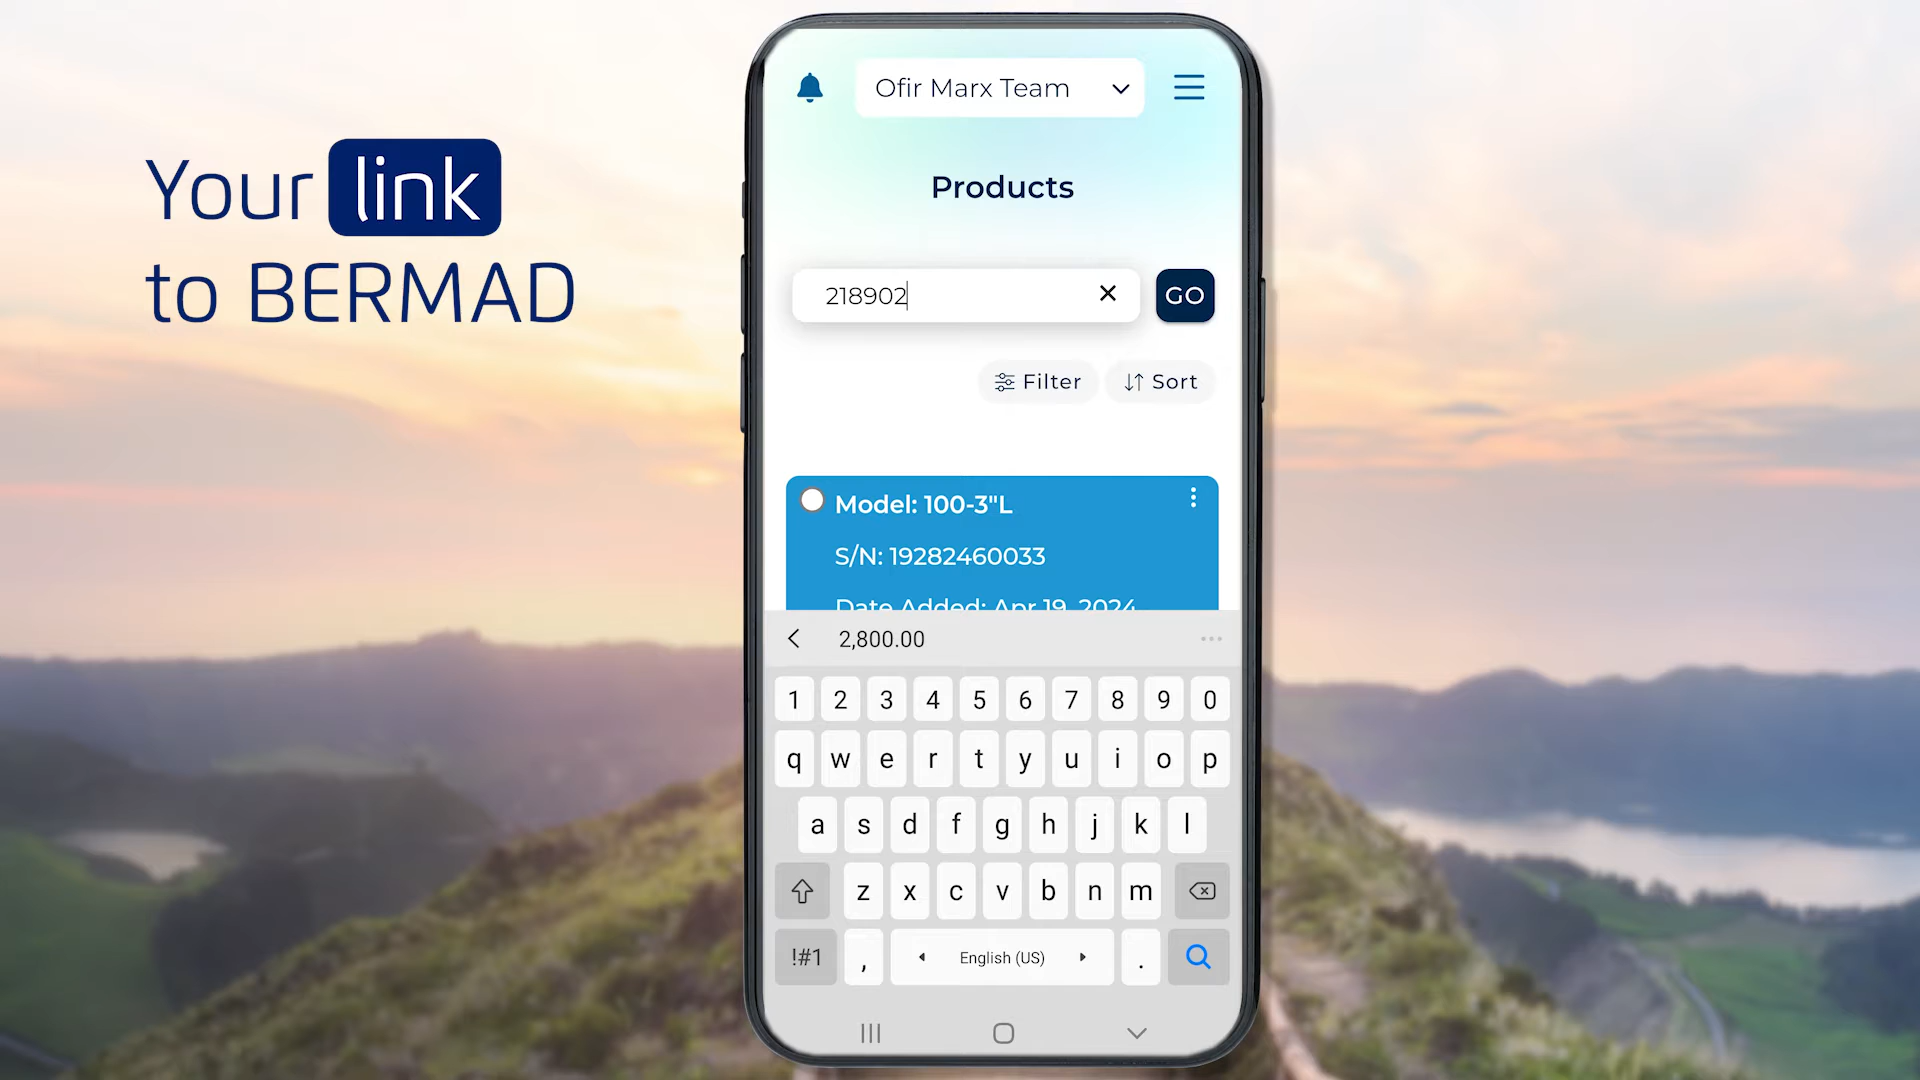 Your link
to BERMAD
Ofir Marx Team
Products
218902
GO
Filter
Sort
Model: 100-3"L
S/N: 19282460033
Date Added: Apr 19, 2024
2,800.00
1 2 3 4 5 6 7 8 9 0
q w e r t y u i o p
a s d f g h j k l
z x c v b n m
!#1 , English (US) .